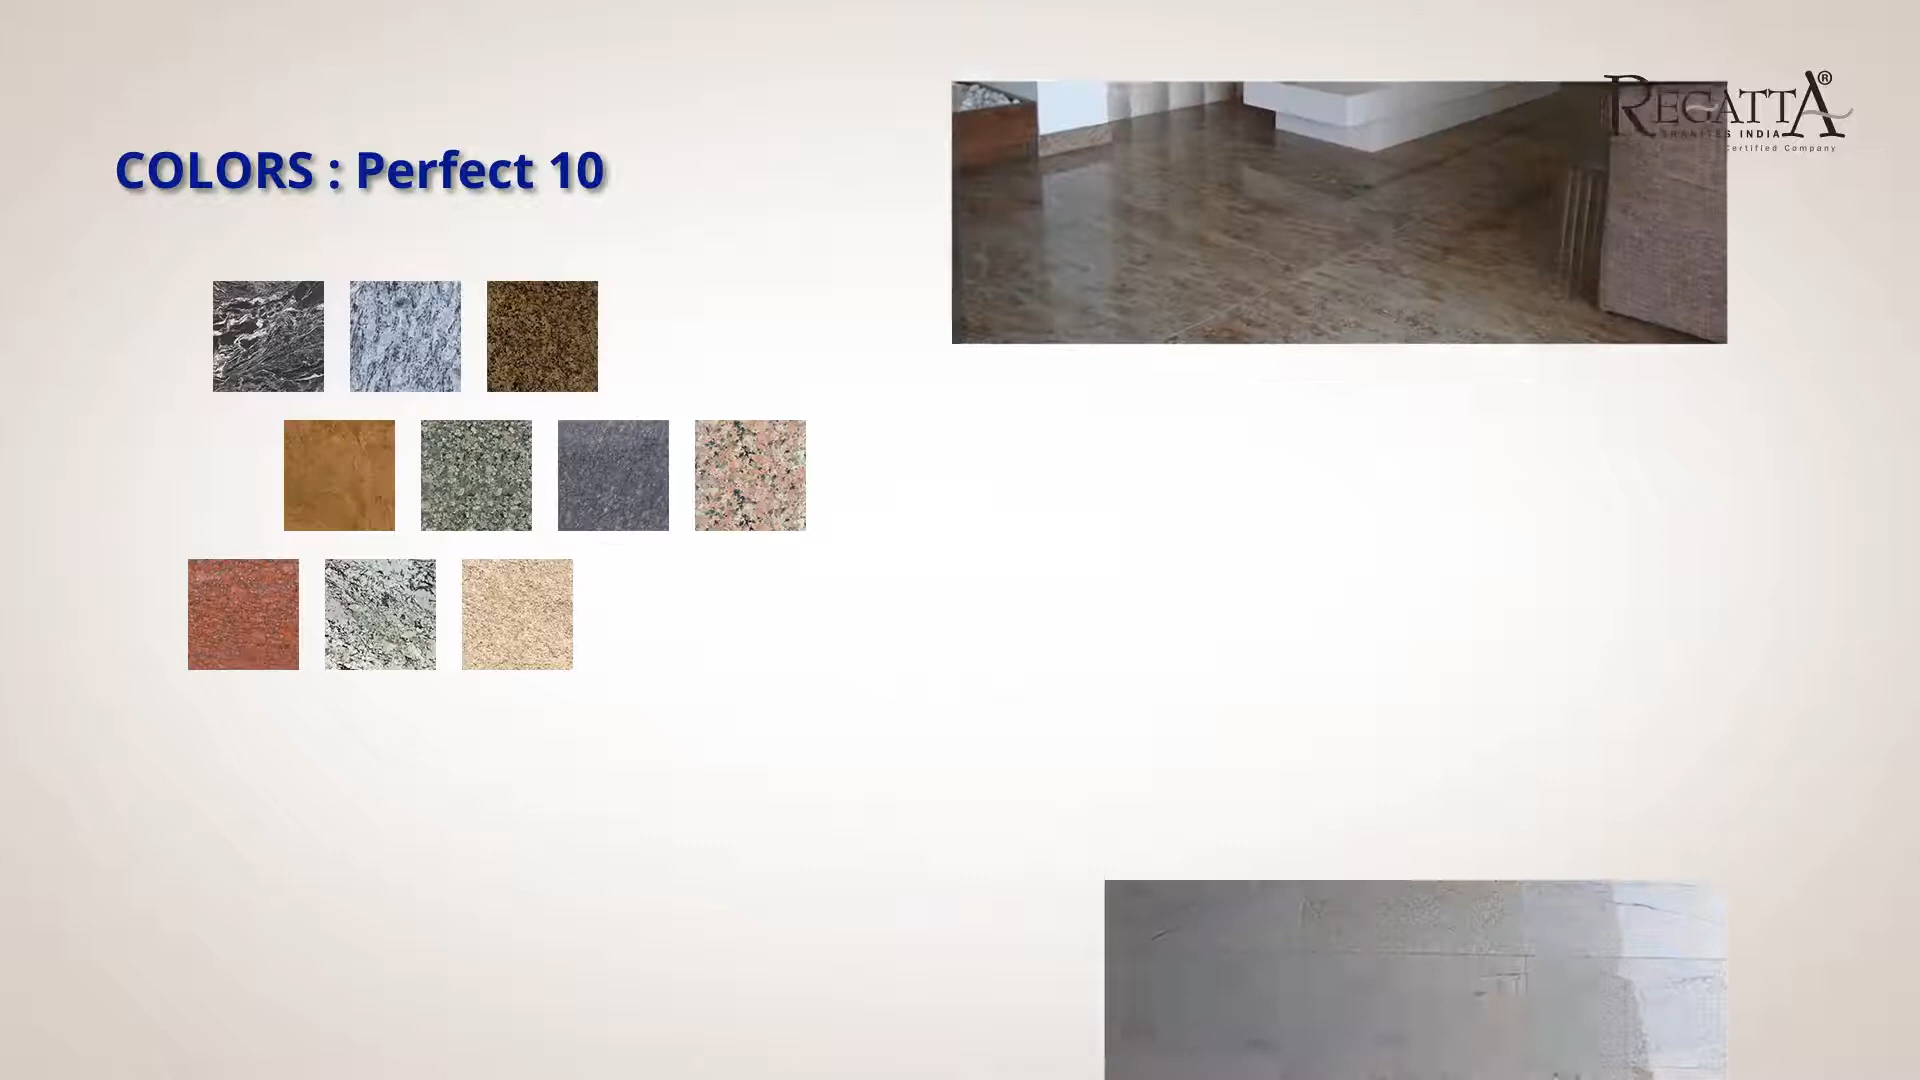 COLORS : Perfect 10
REGATTA®
GRANITES INDIA
Certified Company